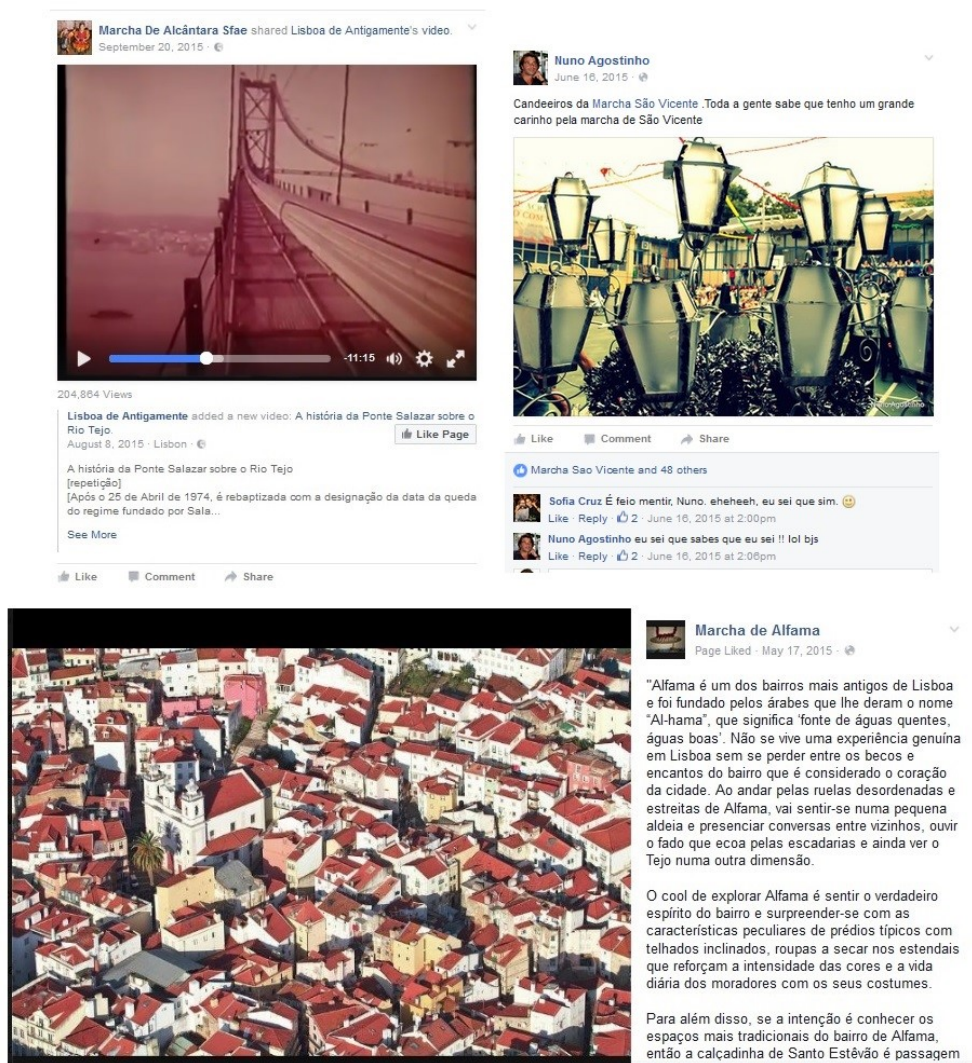 Marcha De Alcântara Sfae shared Lisboa de Antigamente's video.
September 20, 2015
-11:15
204,864 Views
Lisboa de Antigamente added a new video: A história da Ponte Salazar sobre o
Rio Tejo.
August 8, 2015 · Lisbon ·
Like Page
A história da Ponte Salazar sobre o Rio Tejo
[repetição]
[Após o 25 de Abril de 1974, é rebaptizada com a designação da data da queda
do regime fundado por Sala...
See More
Like Comment Share
Nuno Agostinho
June 16, 2015 ·
Candeeiros da Marcha São Vicente .Toda a gente sabe que tenho um grande
carinho pela marcha de São Vicente
Nuno Agostinho
Like Comment Share
Marcha Sao Vicente and 48 others
Sofia Cruz É feio mentir, Nuno. eheheeh, eu sei que sim. 🙂
Like · Reply · 2 · June 16, 2015 at 2:00pm
Nuno Agostinho eu sei que sabes que eu sei !! lol bjs
Like · Reply · 2 · June 16, 2015 at 2:06pm
Marcha de Alfama
Page Liked · May 17, 2015 ·
"Alfama é um dos bairros mais antigos de Lisboa
e foi fundado pelos árabes que lhe deram o nome
“Al-hama”, que significa ‘fonte de águas quentes,
águas boas’. Não se vive uma experiência genuína
em Lisboa sem se perder entre os becos e
encantos do bairro que é considerado o coração
da cidade. Ao andar pelas ruelas desordenadas e
estreitas de Alfama, vai sentir-se numa pequena
aldeia e presenciar conversas entre vizinhos, ouvir
o fado que ecoa pelas escadarias e ainda ver o
Tejo numa outra dimensão.
O cool de explorar Alfama é sentir o verdadeiro
espírito do bairro e surpreender-se com as
características peculiares de prédios típicos com
telhados inclinados, roupas a secar nos estendais
que reforçam a intensidade das cores e a vida
diária dos moradores com os seus costumes.
Para além disso, se a intenção é conhecer os
espaços mais tradicionais do bairro de Alfama,
então a calçadinha de Santo Estêvão é passagem